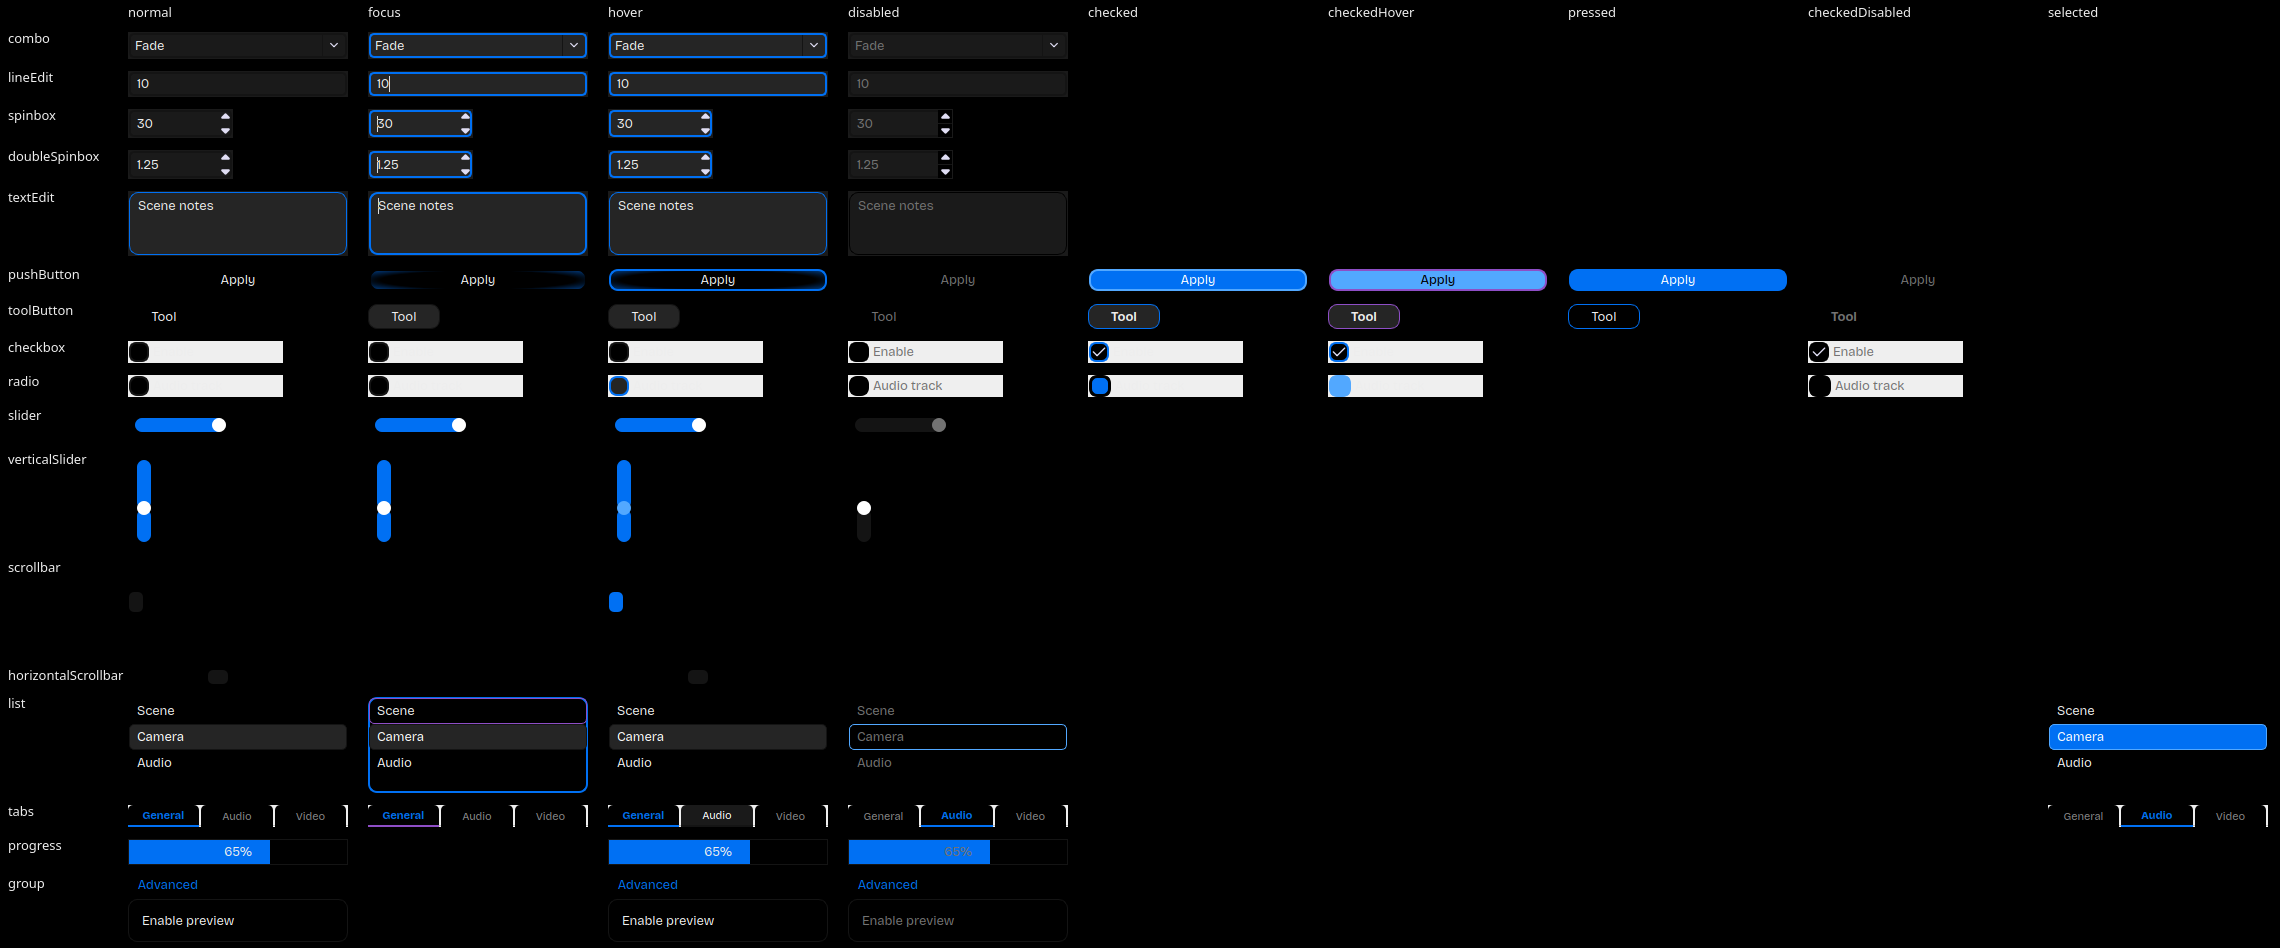 normal focus hover disabled checked checkedHover pressed checkedDisabled selected
combo Fade Fade Fade Fade
lineEdit 10 10 10 10
spinbox 30 30 30 30
doubleSpinbox 1.25 1.25 1.25 1.25
textEdit Scene notes Scene notes Scene notes Scene notes
pushButton Apply Apply Apply Apply Apply Apply Apply Apply
toolButton Tool Tool Tool Tool Tool Tool Tool Tool
checkbox Enable Enable
radio Audio track Audio track
slider
verticalSlider
scrollbar
horizontalScrollbar
list Scene Scene Scene Scene Scene
Camera Camera Camera Camera Camera
Audio Audio Audio Audio Audio
tabs General Audio Video General Audio Video General Audio Video General Audio Video General Audio Video
progress 65% 65% 65%
group Advanced Advanced Advanced
Enable preview Enable preview Enable preview